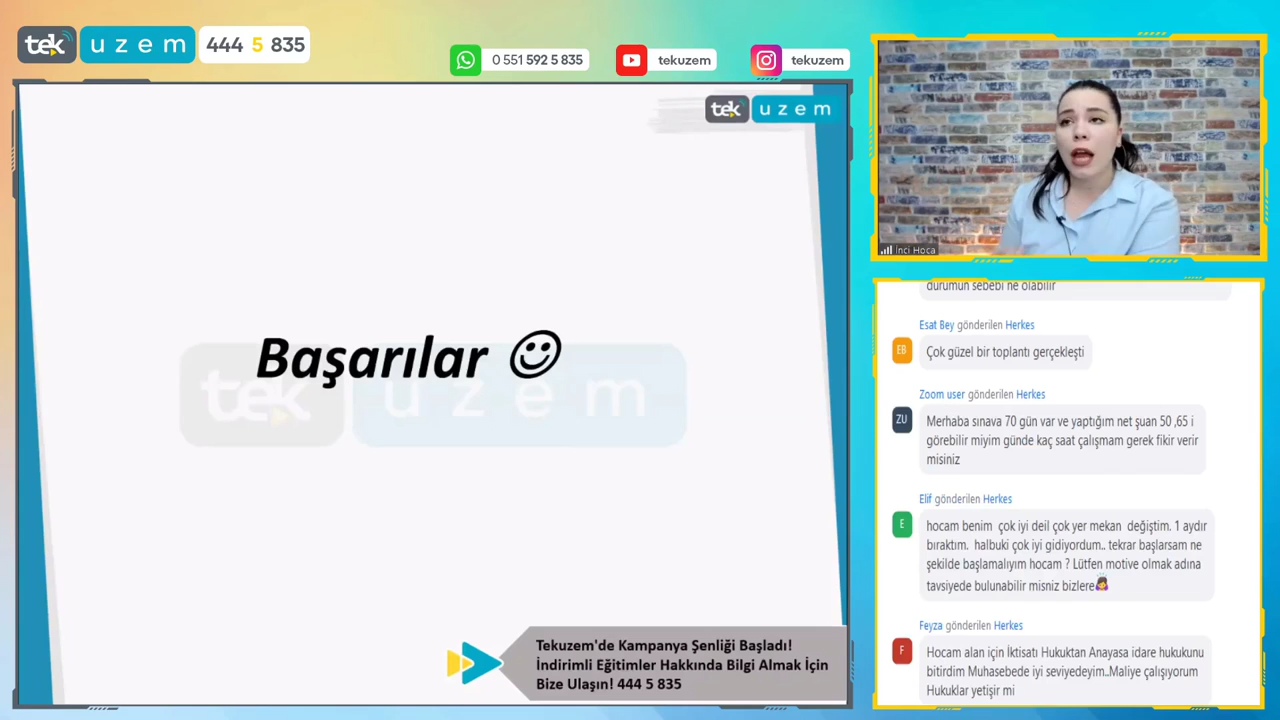 tek uzem 444 5 835
0 551 592 5 835
tekuzem
tekuzem
tek uzem
Başarılar
tek uzem
Tekuzem'de Kampanya Şenliği Başladı!
İndirimli Eğitimler Hakkında Bilgi Almak İçin
Bize Ulaşın! 444 5 835
İnci Hoca
durumun sebebi ne olabilir
Esat Bey gönderilen Herkes
EB
Çok güzel bir toplantı gerçekleşti
Zoom user gönderilen Herkes
ZU
Merhaba sınava 70 gün var ve yaptığım net şuan 50 ,65 i
görebilir miyim günde kaç saat çalışmam gerek fikir verir
misiniz
Elif gönderilen Herkes
E
hocam benim çok iyi deil çok yer mekan değiştim. 1 aydır
bıraktım. halbuki çok iyi gidiyordum.. tekrar başlarsam ne
şekilde başlamalıyım hocam ? Lütfen motive olmak adına
tavsiyede bulunabilir misniz bizlere
Feyza gönderilen Herkes
F
Hocam alan için İktisatı Hukuktan Anayasa idare hukukunu
bitirdim Muhasebede iyi seviyedeyim..Maliye çalışıyorum
Hukuklar yetişir mi